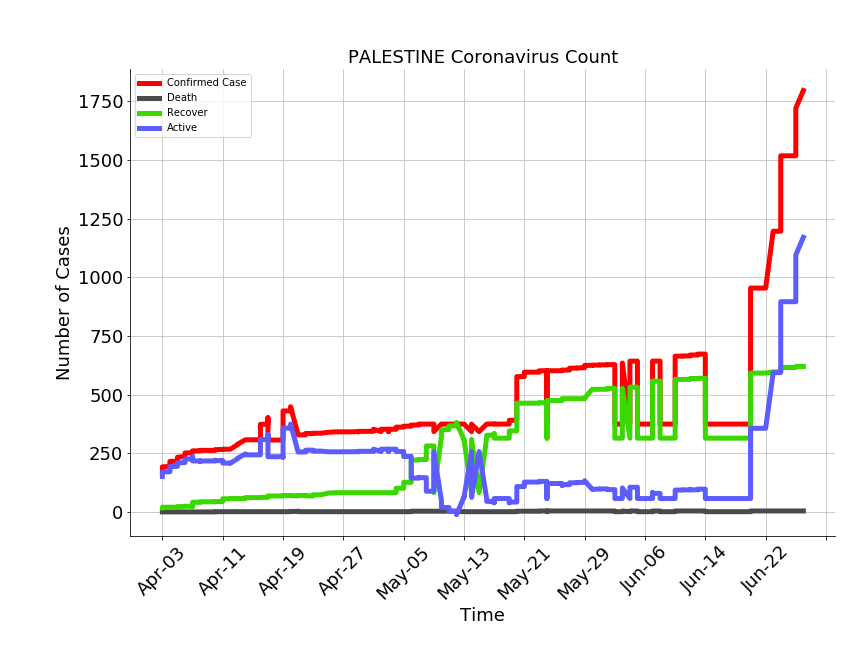 PALESTINE Coronavirus Count
Confirmed Case
Death
Recover
Active
Number of Cases
1750
1500
1250
1000
750
500
250
0
Apr-03
Apr-11
Apr-19
Apr-27
May-05
May-13
May-21
May-29
Jun-06
Jun-14
Jun-22
Time